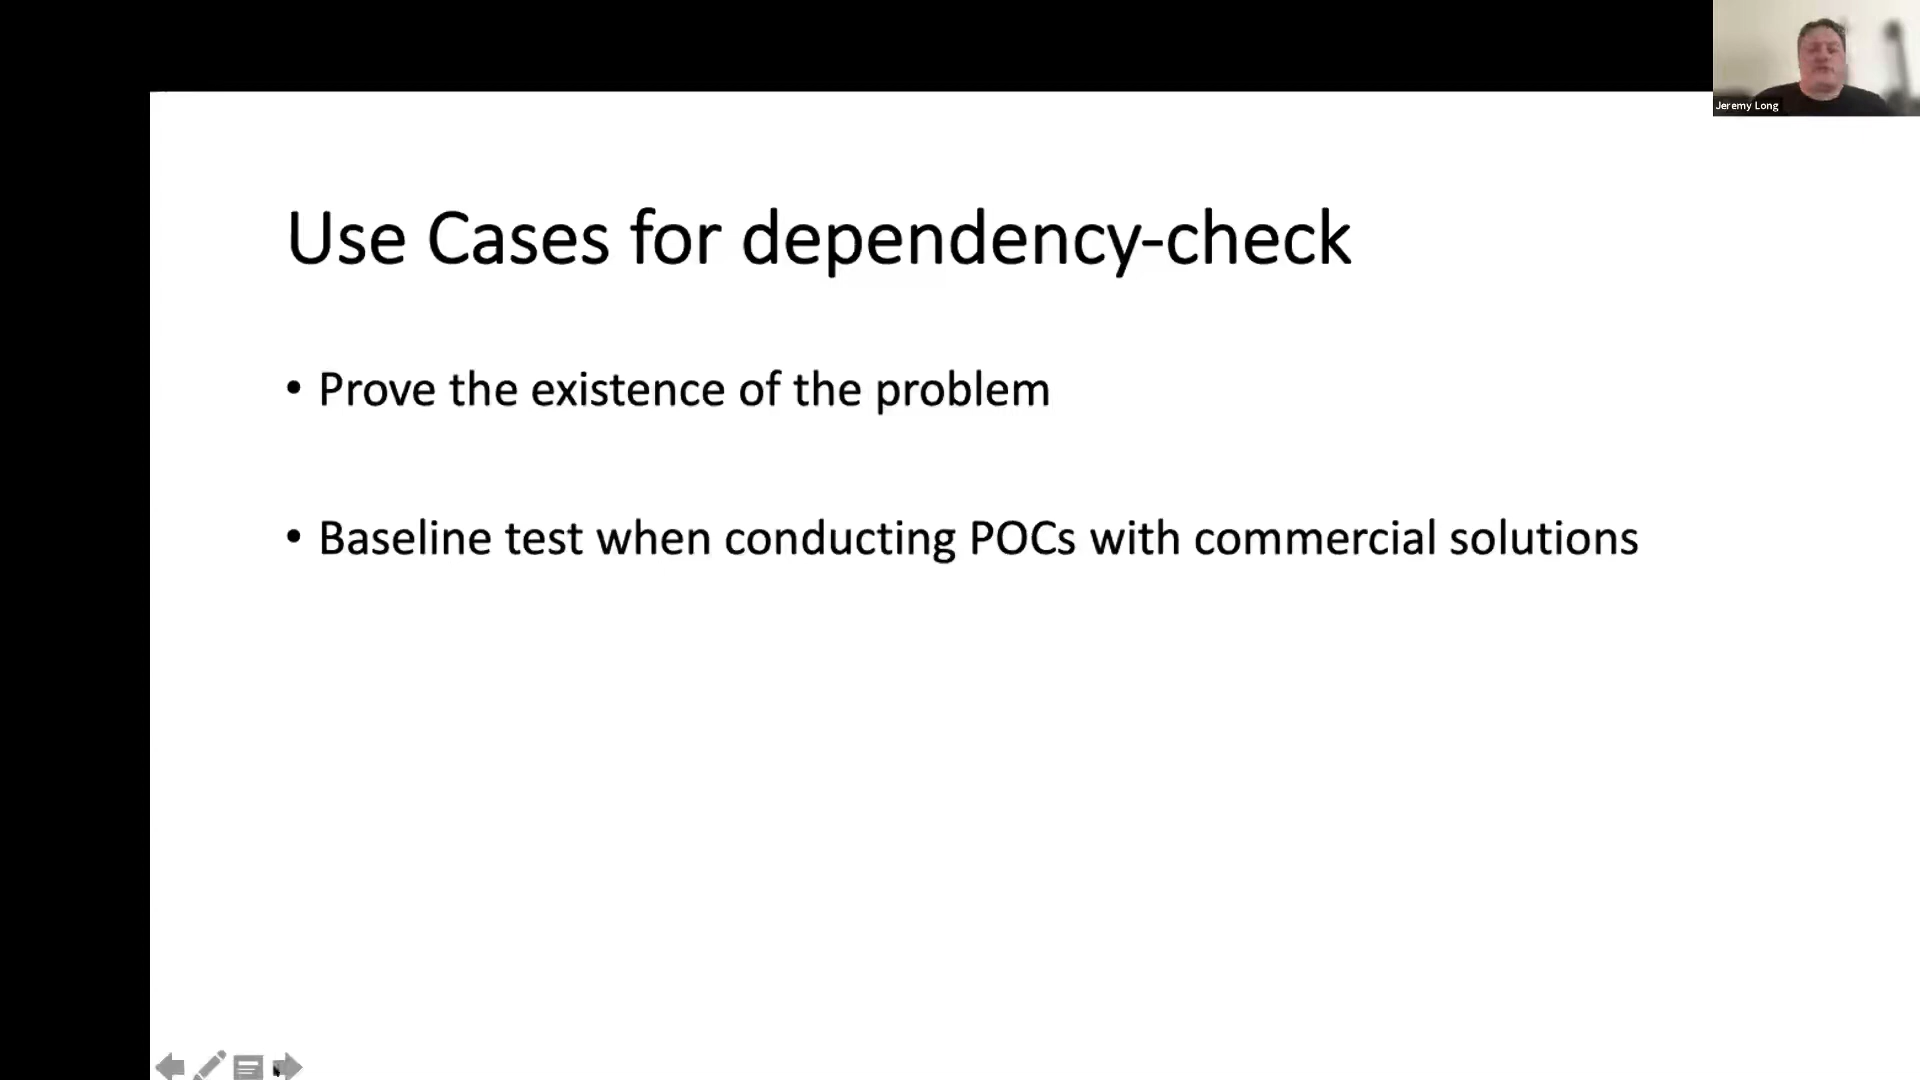 Jeremy Long
Use Cases for dependency-check
• Prove the existence of the problem
• Baseline test when conducting POCs with commercial solutions